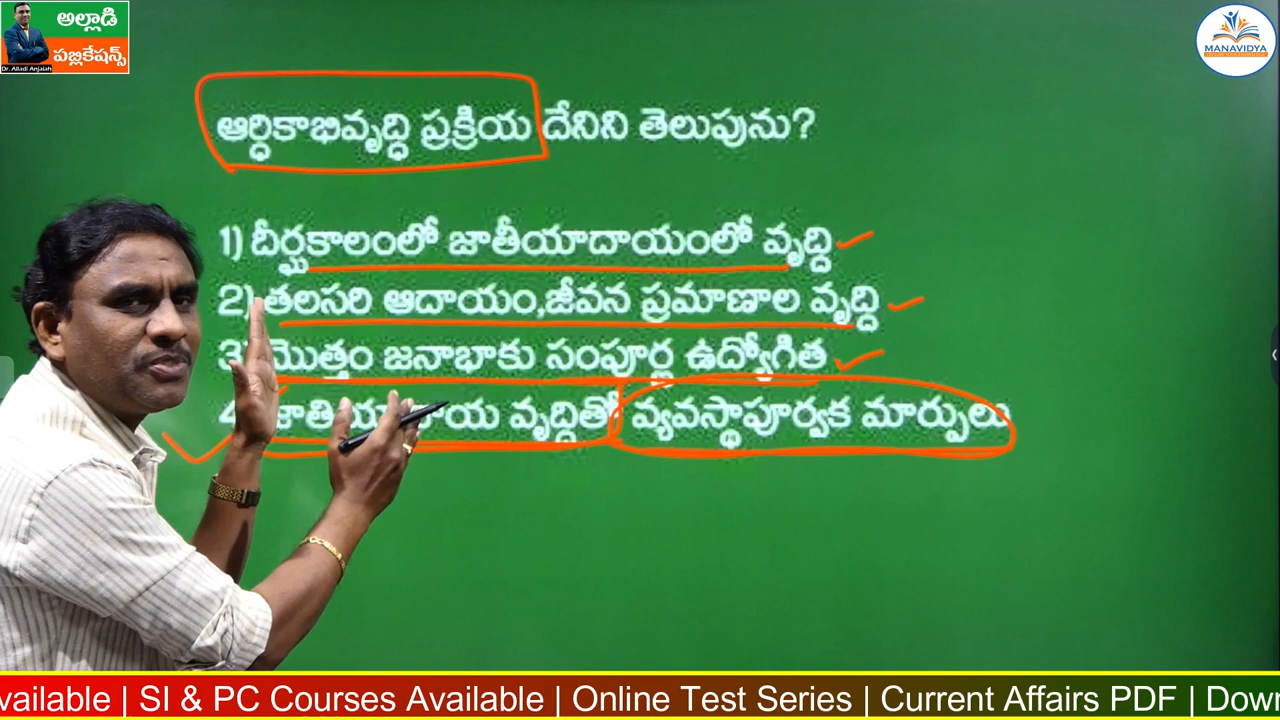 అల్లాడి
పబ్లికేషన్స్
Dr. Alladi Anjaiah
MANAVIDYA
ఆర్ధికాభివృద్ధి ప్రక్రియ దేనిని తెలుపును?
1) దీర్ఘకాలంలో జాతీయాదాయంలో వృద్ది
2) తలసరి ఆదాయం,జీవన ప్రమాణాల వృద్ది
3) మొత్తం జనాభాకు సంపూర్ణ ఉద్యోగిత
వృద్దితో వ్యవస్థాపూర్వక మార్పులు
vailable | SI & PC Courses Available | Online Test Series | Current Affairs PDF | Down